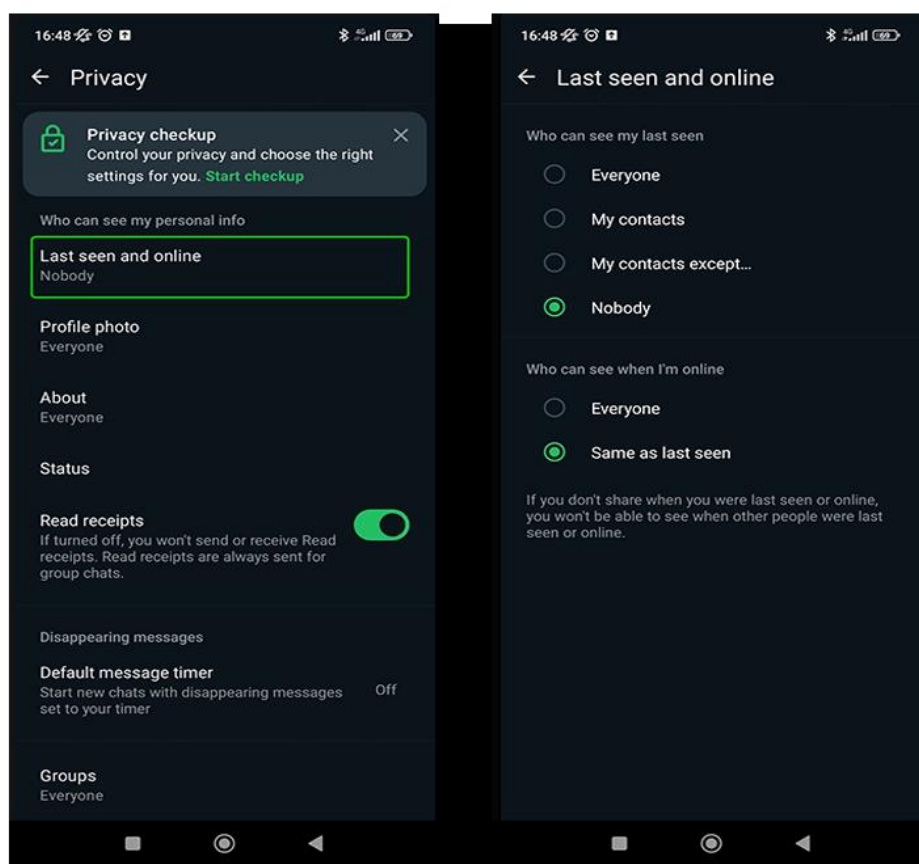 16:48
Privacy
Privacy checkup
Control your privacy and choose the right
settings for you. Start checkup
Who can see my personal info
Last seen and online
Nobody
Profile photo
Everyone
About
Everyone
Status
Read receipts
If turned off, you won't send or receive Read
receipts. Read receipts are always sent for
group chats.
Disappearing messages
Default message timer
Start new chats with disappearing messages
set to your timer
Off
Groups
Everyone
16:48
Last seen and online
Who can see my last seen
Everyone
My contacts
My contacts except...
Nobody
Who can see when I'm online
Everyone
Same as last seen
If you don't share when you were last seen or online,
you won't be able to see when other people were last
seen or online.